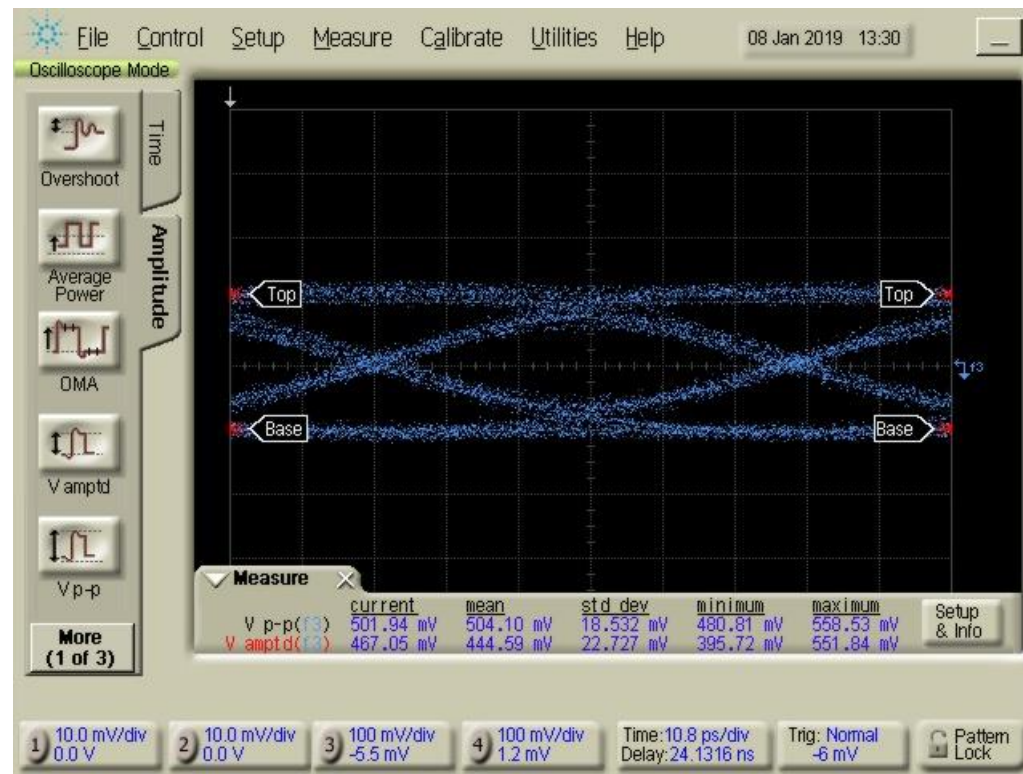 File Control Setup Measure Calibrate Utilities Help 08 Jan 2019 13:30
Oscilloscope Mode
Time
Amplitude
Overshoot
Average
Power
OMA
V amptd
V p-p
More
(1 of 3)
Top Top
f3
Base Base
Measure
current mean std dev minimum maximum
V p-p(f3) 501.94 mV 504.10 mV 18.532 mV 480.81 mV 558.53 mV
V amptd(f3) 467.05 mV 444.59 mV 22.727 mV 395.72 mV 551.84 mV
Setup
& Info
1) 10.0 mV/div
0.0 V
2) 10.0 mV/div
0.0 V
3) 100 mV/div
-5.5 mV
4) 100 mV/div
1.2 mV
Time:10.8 ps/div
Delay:24.1316 ns
Trig: Normal
-6 mV
Pattern
Lock